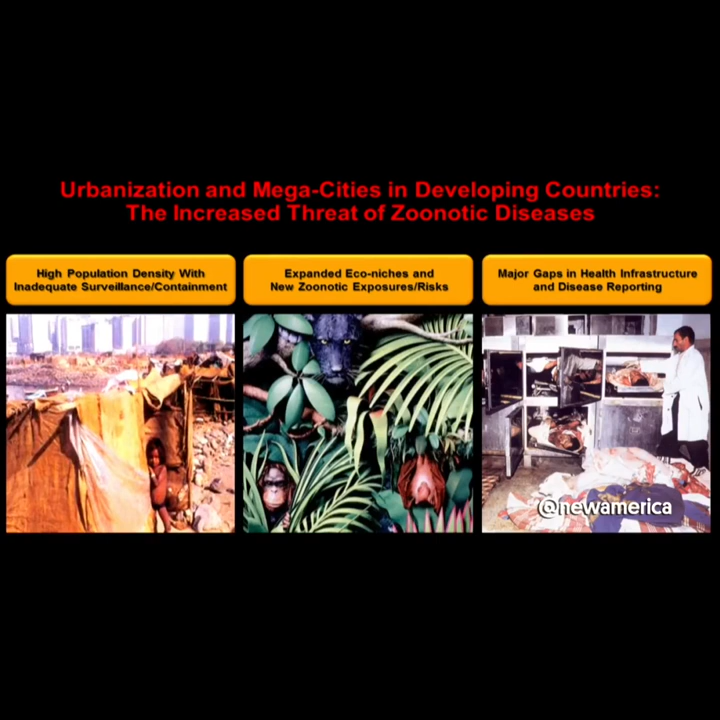 Urbanization and Mega-Cities in Developing Countries:
The Increased Threat of Zoonotic Diseases
High Population Density With
Inadequate Surveillance/Containment
Expanded Eco-niches and
New Zoonotic Exposures/Risks
Major Gaps in Health Infrastructure
and Disease Reporting
@newamerica